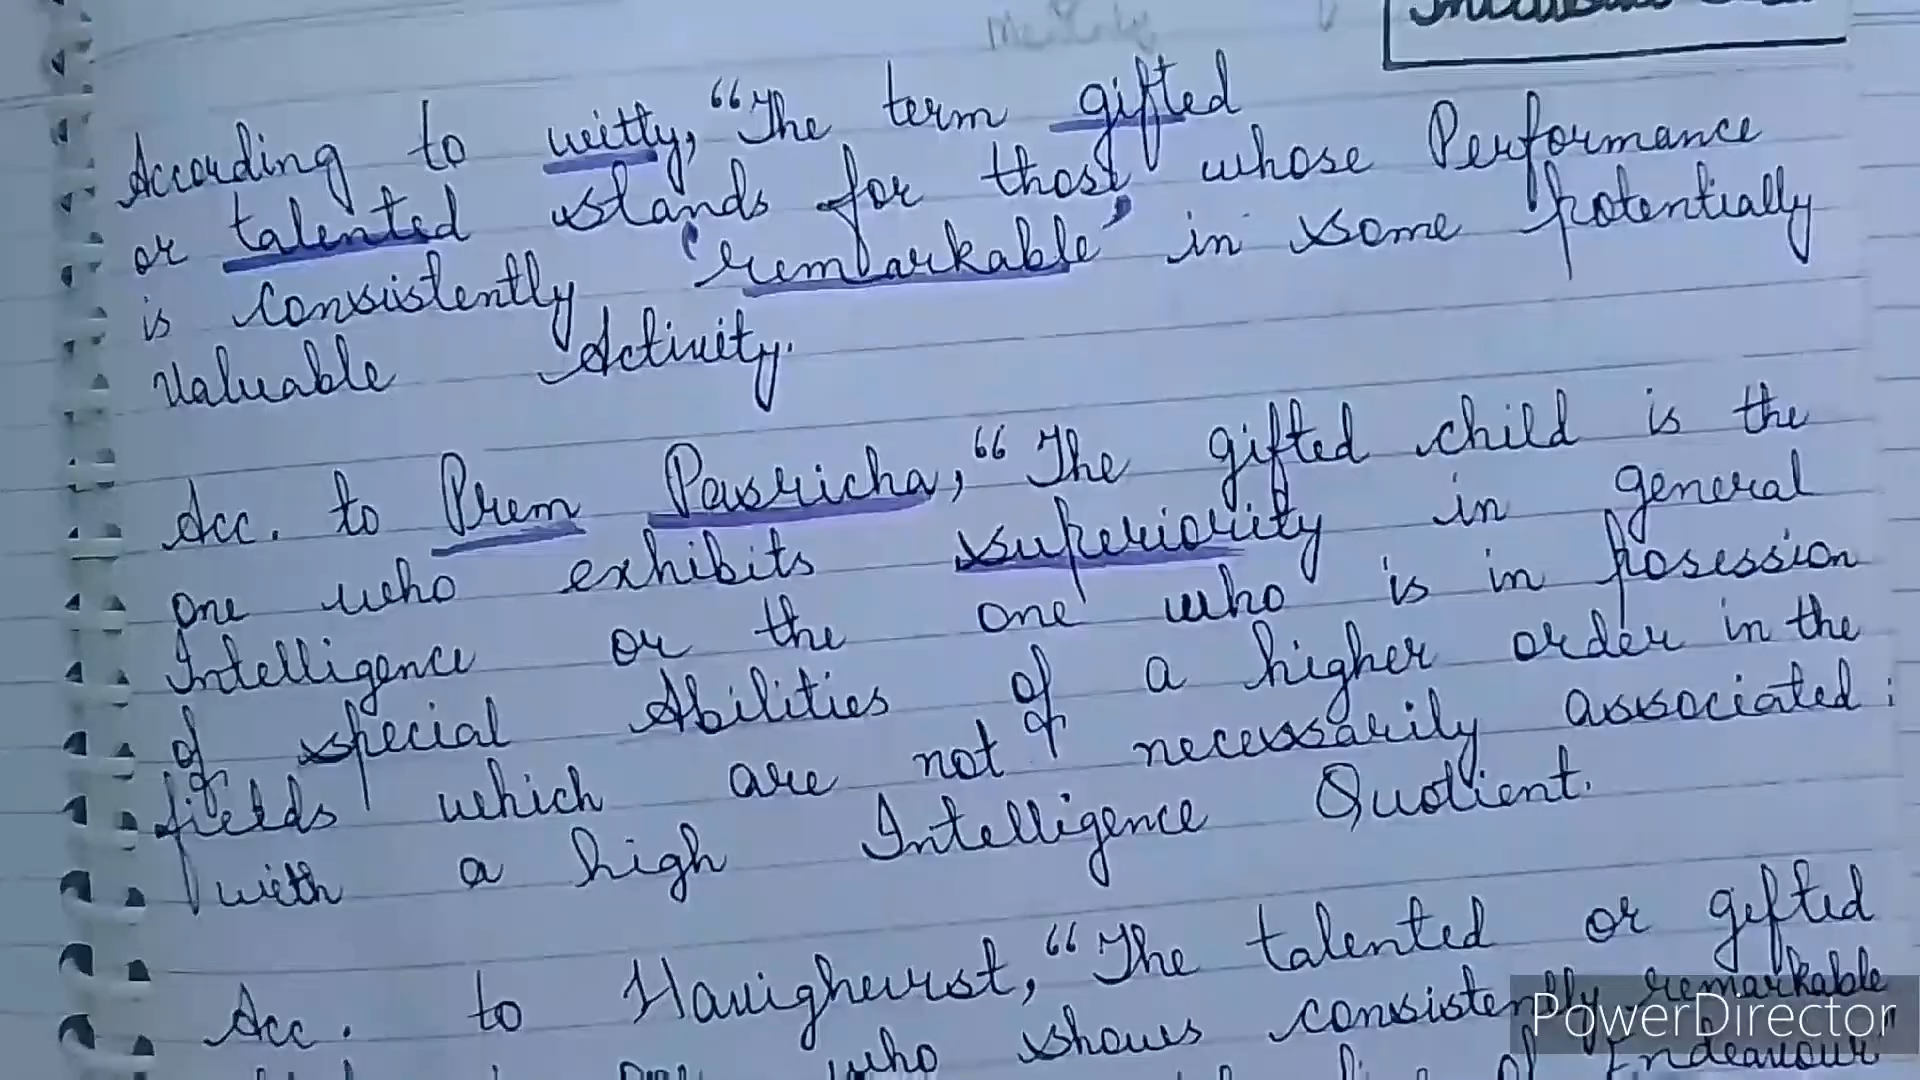 According to witty, “The term gifted
or talented stands for those whose Performance
is consistently ‘remarkable’ in some potentially
Valuable Activity.
Acc. to Prem Pasricha, “The gifted child is the
one who exhibits superiority in general
Intelligence or the one who is in posession
of special Abilities of a higher order in the
fields which are not necessarily associated
with a high Intelligence Quotient.
Acc. to Havighurst, “The talented or gifted
who shows consistently remarkable
of Endeavour
PowerDirector